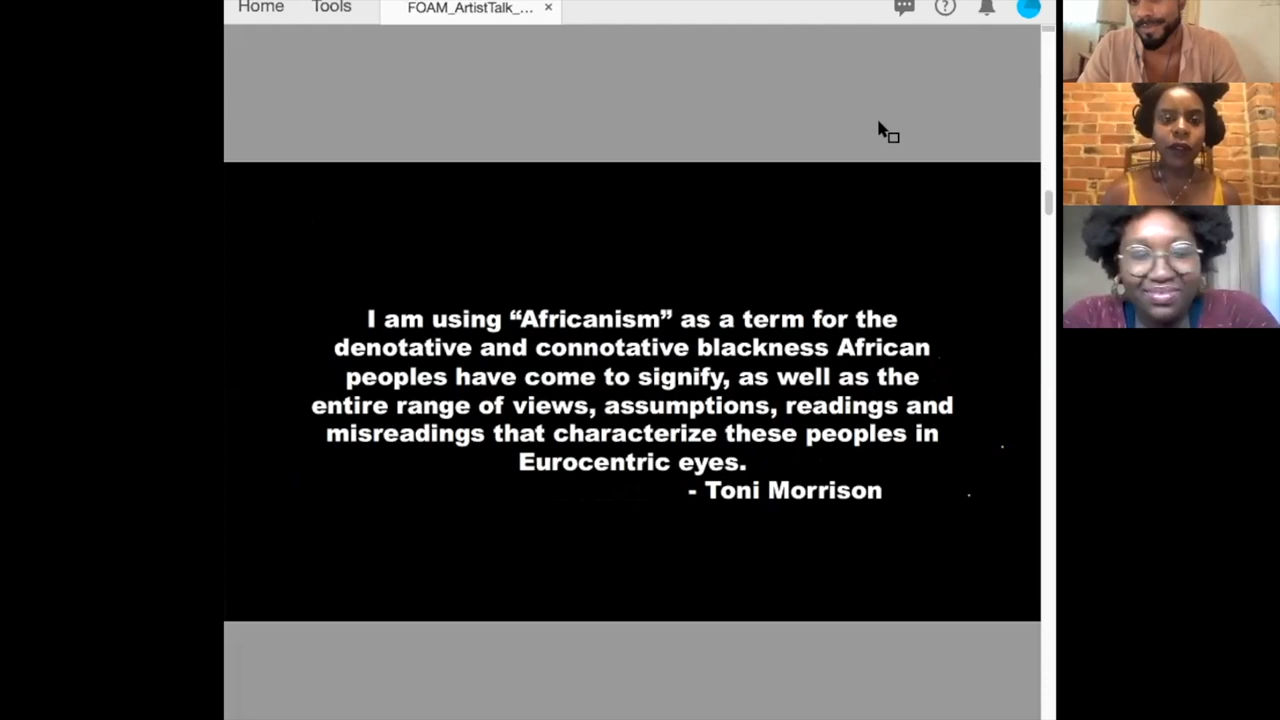 Home Tools FOAM_ArtistTalk_... ×
I am using “Africanism” as a term for the
denotative and connotative blackness African
peoples have come to signify, as well as the
entire range of views, assumptions, readings and
misreadings that characterize these peoples in
Eurocentric eyes.
- Toni Morrison